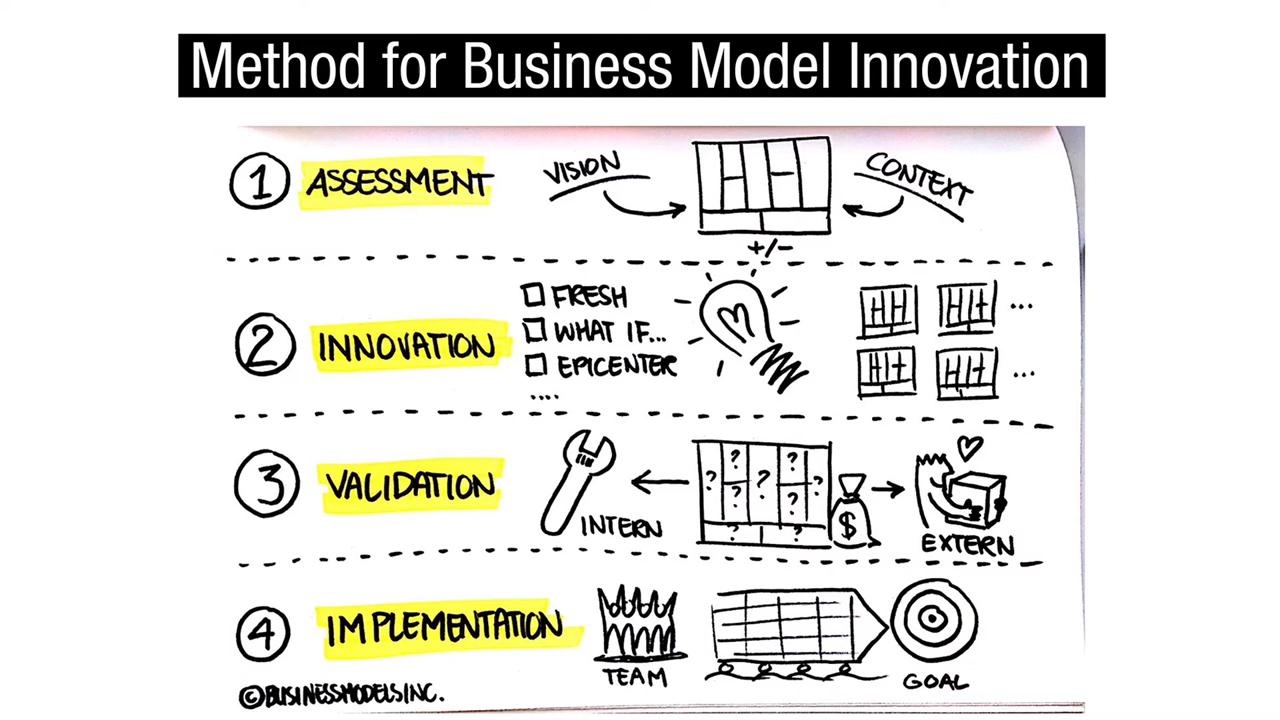 Method for Business Model Innovation
1 ASSESSMENT
VISION
CONTEXT
+/-
2 INNOVATION
FRESH
WHAT IF...
EPICENTER
....
...
...
3 VALIDATION
? ? ? ? ? ? ? ? ?
$
INTERN
EXTERN
4 IMPLEMENTATION
TEAM
GOAL
©BUSINESSMODELSINC.